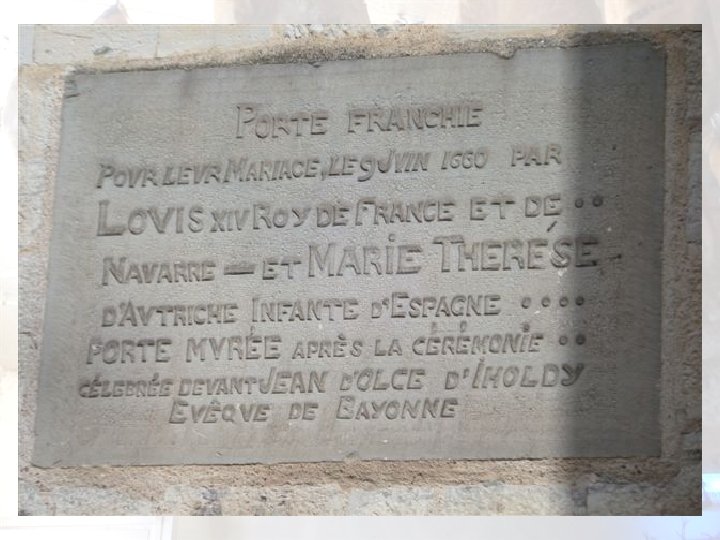 PORTE FRANCHIE
POVR LEVR MARIAGE, LE 9 JVIN 1660 PAR
LOVIS XIV ROY DE FRANCE ET DE ••
NAVARRE — ET MARIE THERÉSE
D'AVTRICHE INFANTE D'ESPAGNE ••••
PORTE MVRÉE APRÈS LA CÉRÉMONIE ••
CÉLEBRÉE DEVANT JEAN D'OLCE D'IHOLDY
EVÊQVE DE BAYONNE